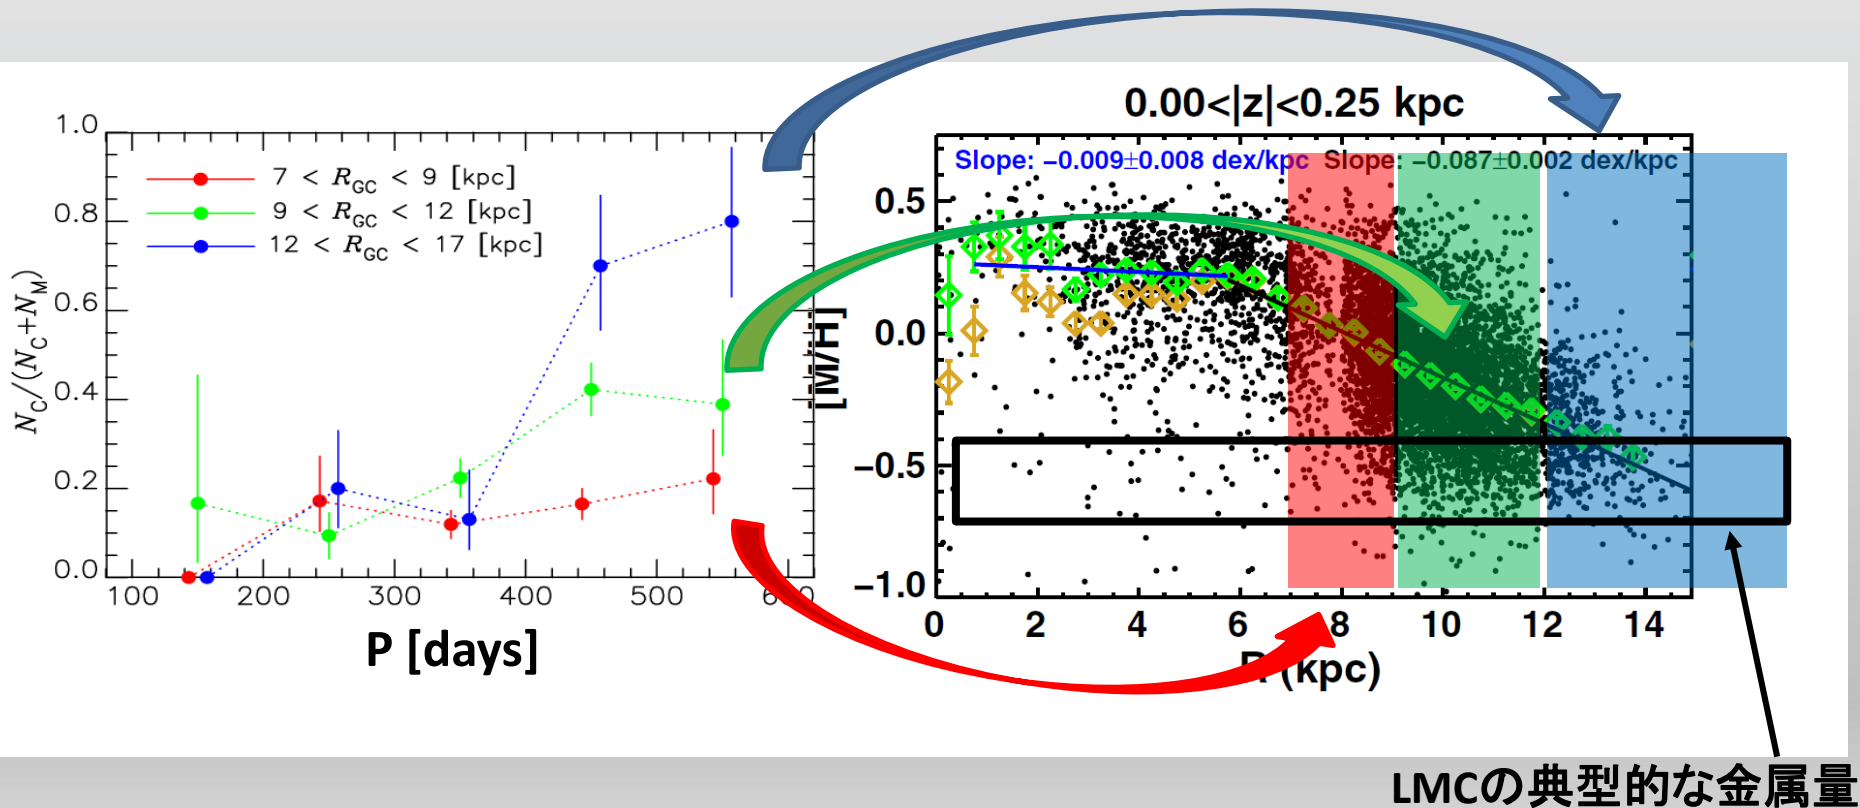 1.0
0.8
0.6
0.4
0.2
0.0
N_C/(N_C+N_M)
7 < R_GC < 9 [kpc]
9 < R_GC < 12 [kpc]
12 < R_GC < 17 [kpc]
100 200 300 400 500 600
P [days]
0.00<|z|<0.25 kpc
Slope: −0.009±0.008 dex/kpc Slope: −0.087±0.002 dex/kpc
0.5
0.0
−0.5
−1.0
[M/H]
0 2 4 6 8 10 12 14
R (kpc)
LMCの典型的な金属量